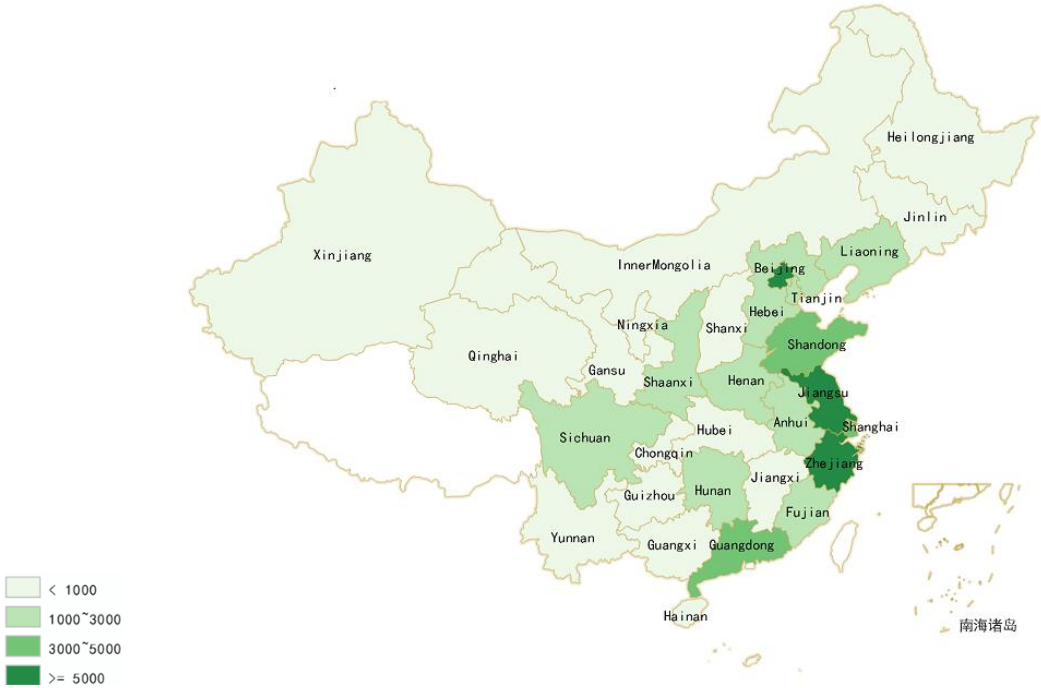 Heilongjiang
Jinlin
Xinjiang
InnerMongolia
Liaoning
Beijing
Tianjin
Hebei
Ningxia
Shanxi
Shandong
Qinghai
Gansu
Shaanxi
Henan
Jiangsu
Anhui
Shanghai
Hubei
Sichuan
Chongqin
Zhejiang
Jiangxi
Guizhou
Hunan
Fujian
Yunnan
Guangxi
Guangdong
Hainan
南海诸岛
< 1000
1000~3000
3000~5000
>= 5000